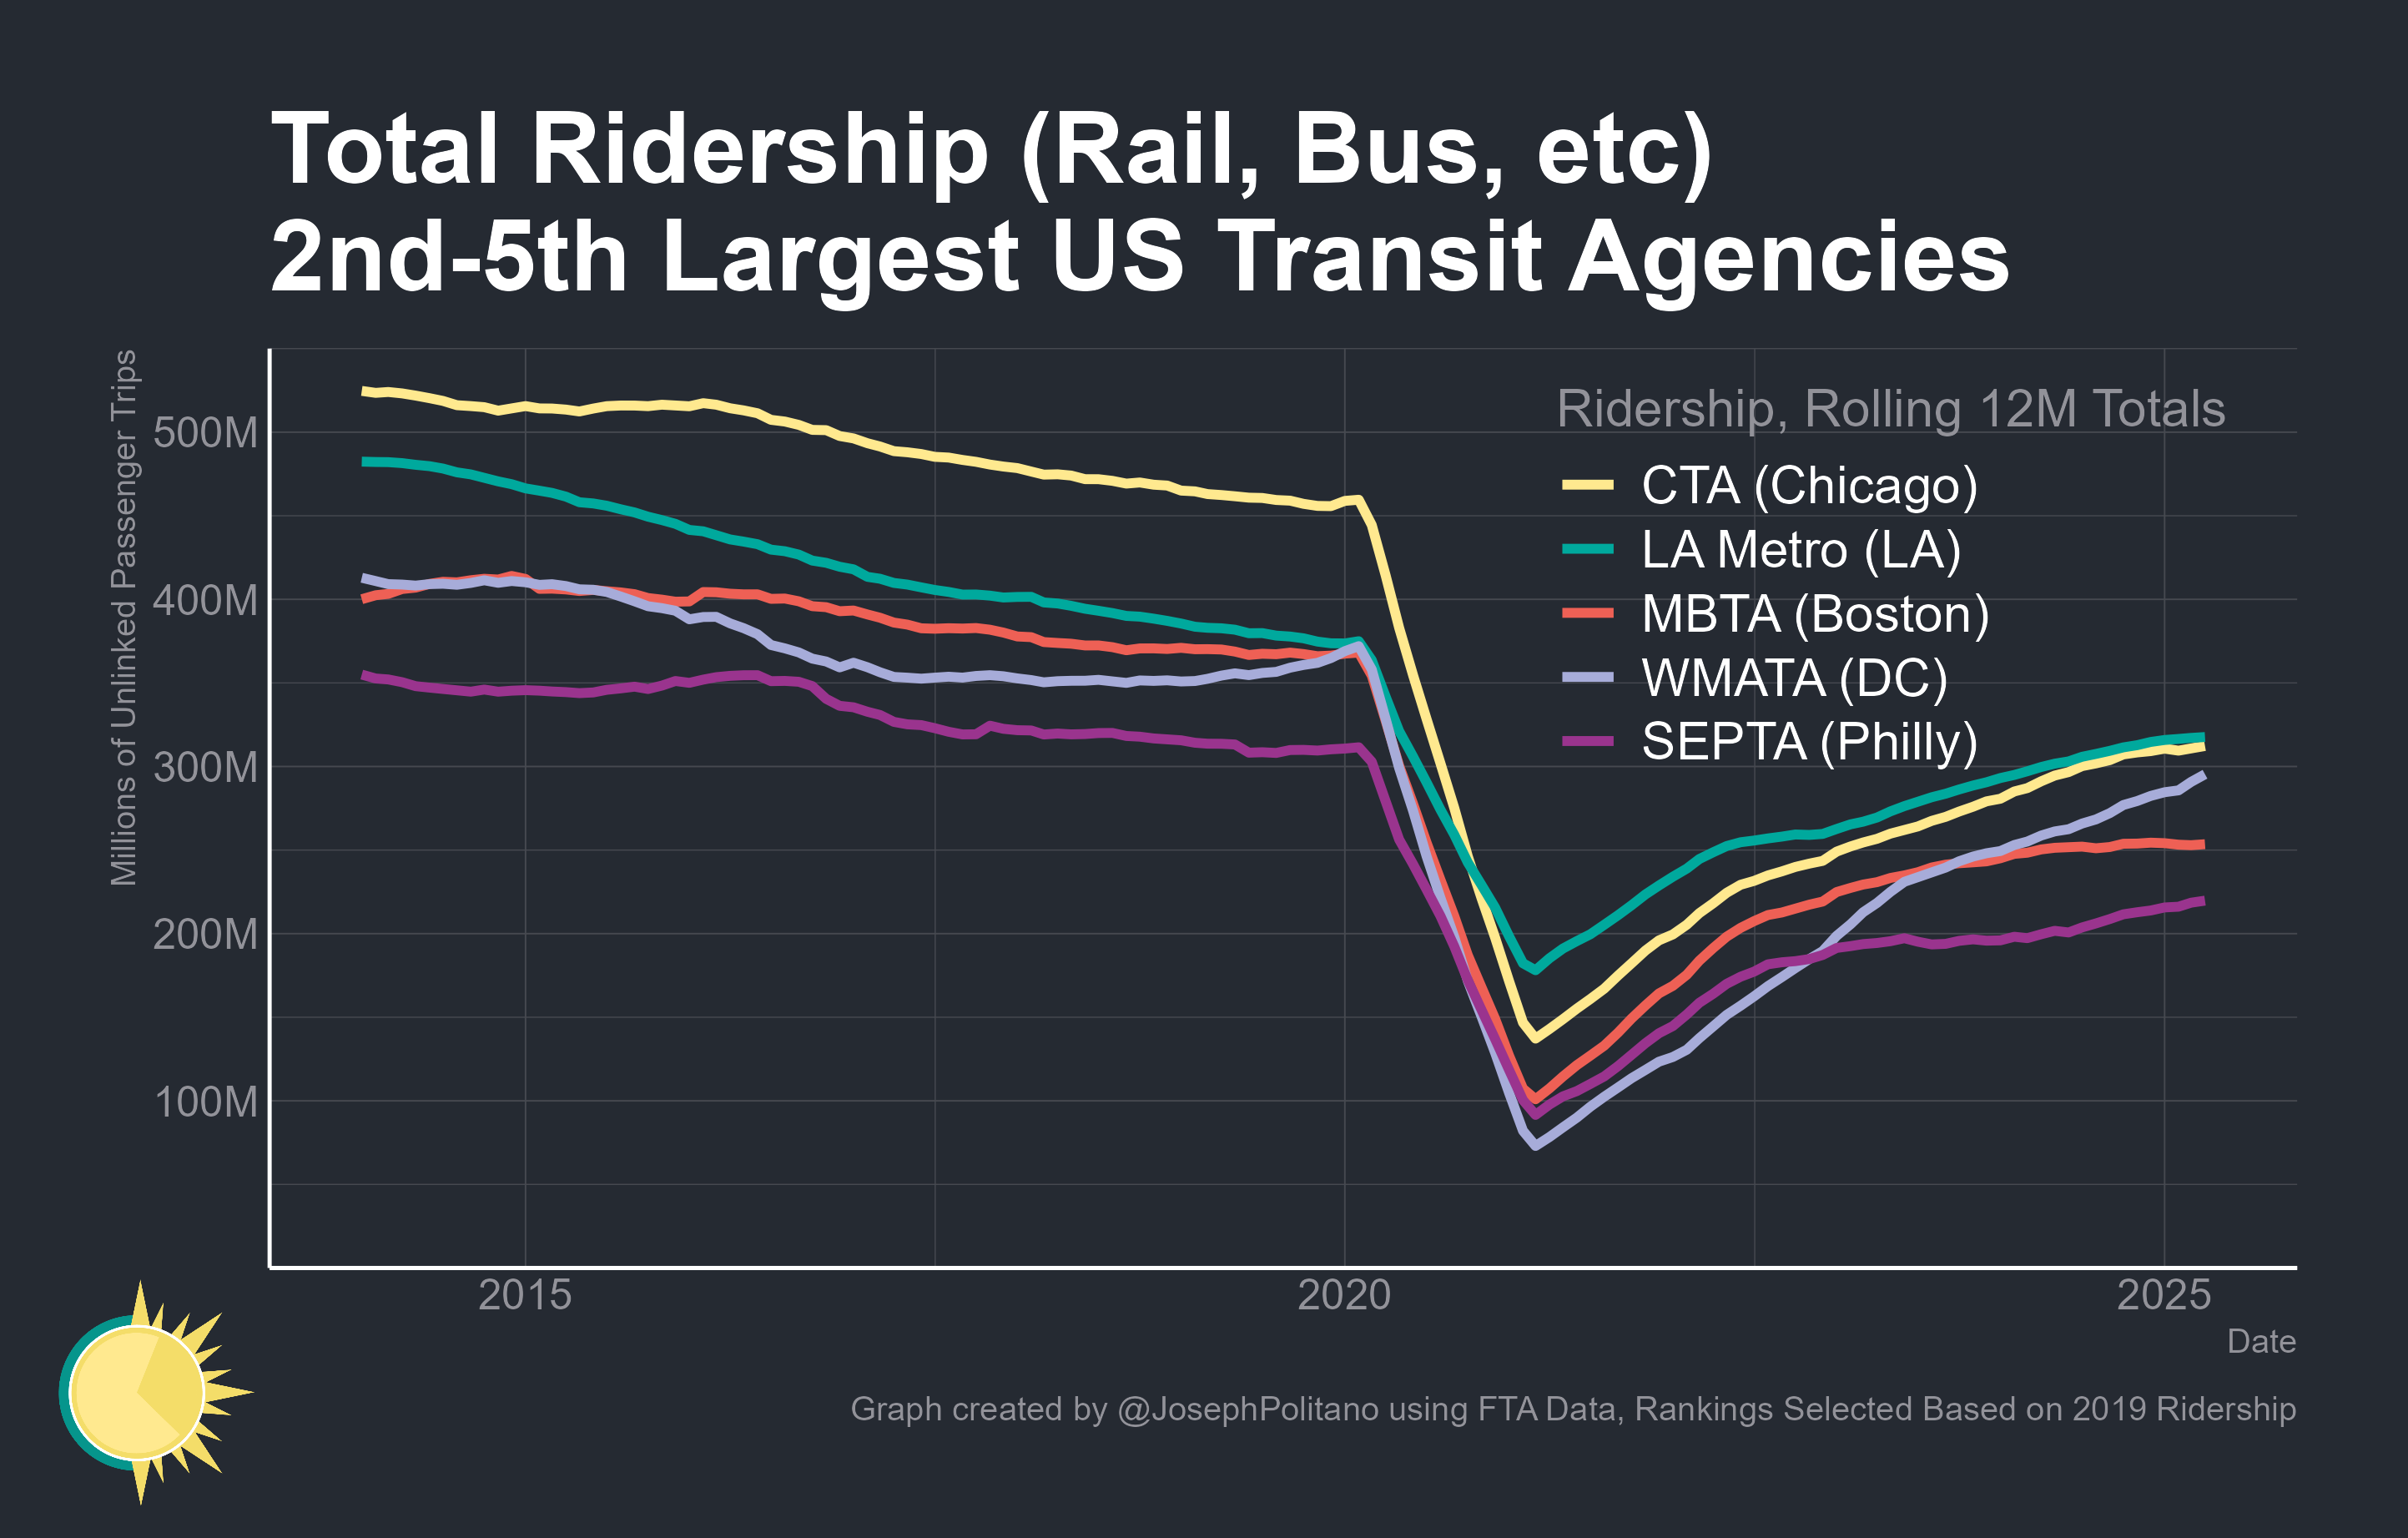 Total Ridership (Rail, Bus, etc)
2nd-5th Largest US Transit Agencies
Millions of Unlinked Passenger Trips
500M
400M
300M
200M
100M
Ridership, Rolling 12M Totals
CTA (Chicago)
LA Metro (LA)
MBTA (Boston)
WMATA (DC)
SEPTA (Philly)
2015
2020
2025
Date
Graph created by @JosephPolitano using FTA Data, Rankings Selected Based on 2019 Ridership